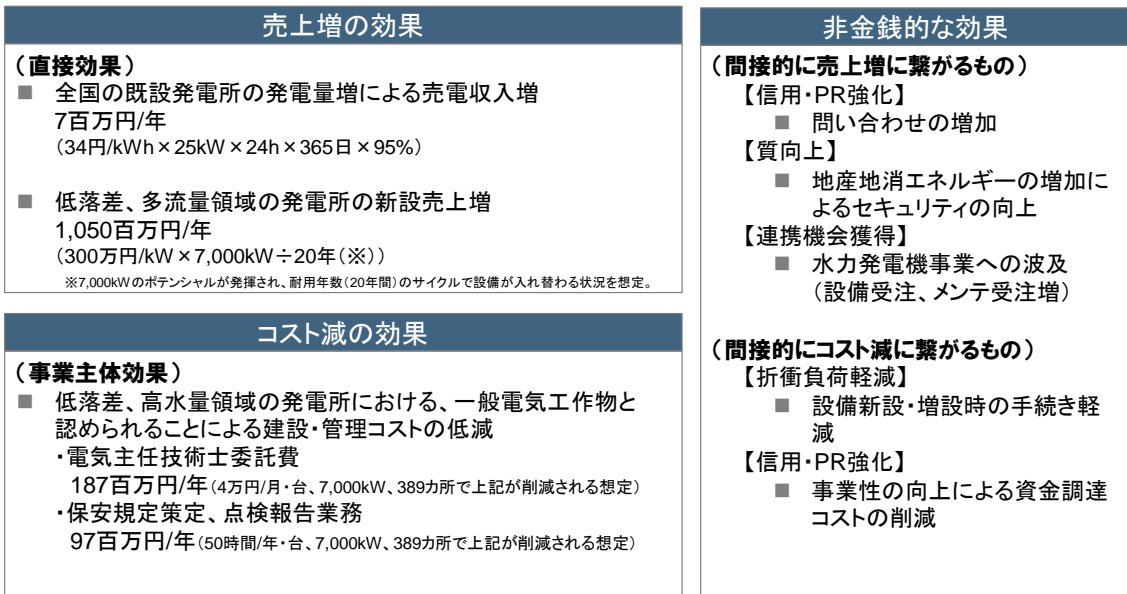 売上増の効果
（直接効果）
■ 全国の既設発電所の発電量増による売電収入増
7百万円/年
（34円/kWh×25kW×24h×365日×95%）
■ 低落差、多流量領域の発電所の新設売上増
1,050百万円/年
（300万円/kW×7,000kW÷20年（※））
※7,000kWのポテンシャルが発揮され、耐用年数（20年間）のサイクルで設備が入れ替わる状況を想定。
コスト減の効果
（事業主体効果）
■ 低落差、高水量領域の発電所における、一般電気工作物と
認められることによる建設・管理コストの低減
・電気主任技術士委託費
187百万円/年（4万円/月・台、7,000kW、389カ所で上記が削減される想定）
・保安規定策定、点検報告業務
97百万円/年（50時間/年・台、7,000kW、389カ所で上記が削減される想定）
非金銭的な効果
（間接的に売上増に繋がるもの）
【信用・PR強化】
■ 問い合わせの増加
【質向上】
■ 地産地消エネルギーの増加に
よるセキュリティの向上
【連携機会獲得】
■ 水力発電機事業への波及
（設備受注、メンテ受注増）
（間接的にコスト減に繋がるもの）
【折衝負荷軽減】
■ 設備新設・増設時の手続き軽
減
【信用・PR強化】
■ 事業性の向上による資金調達
コストの削減